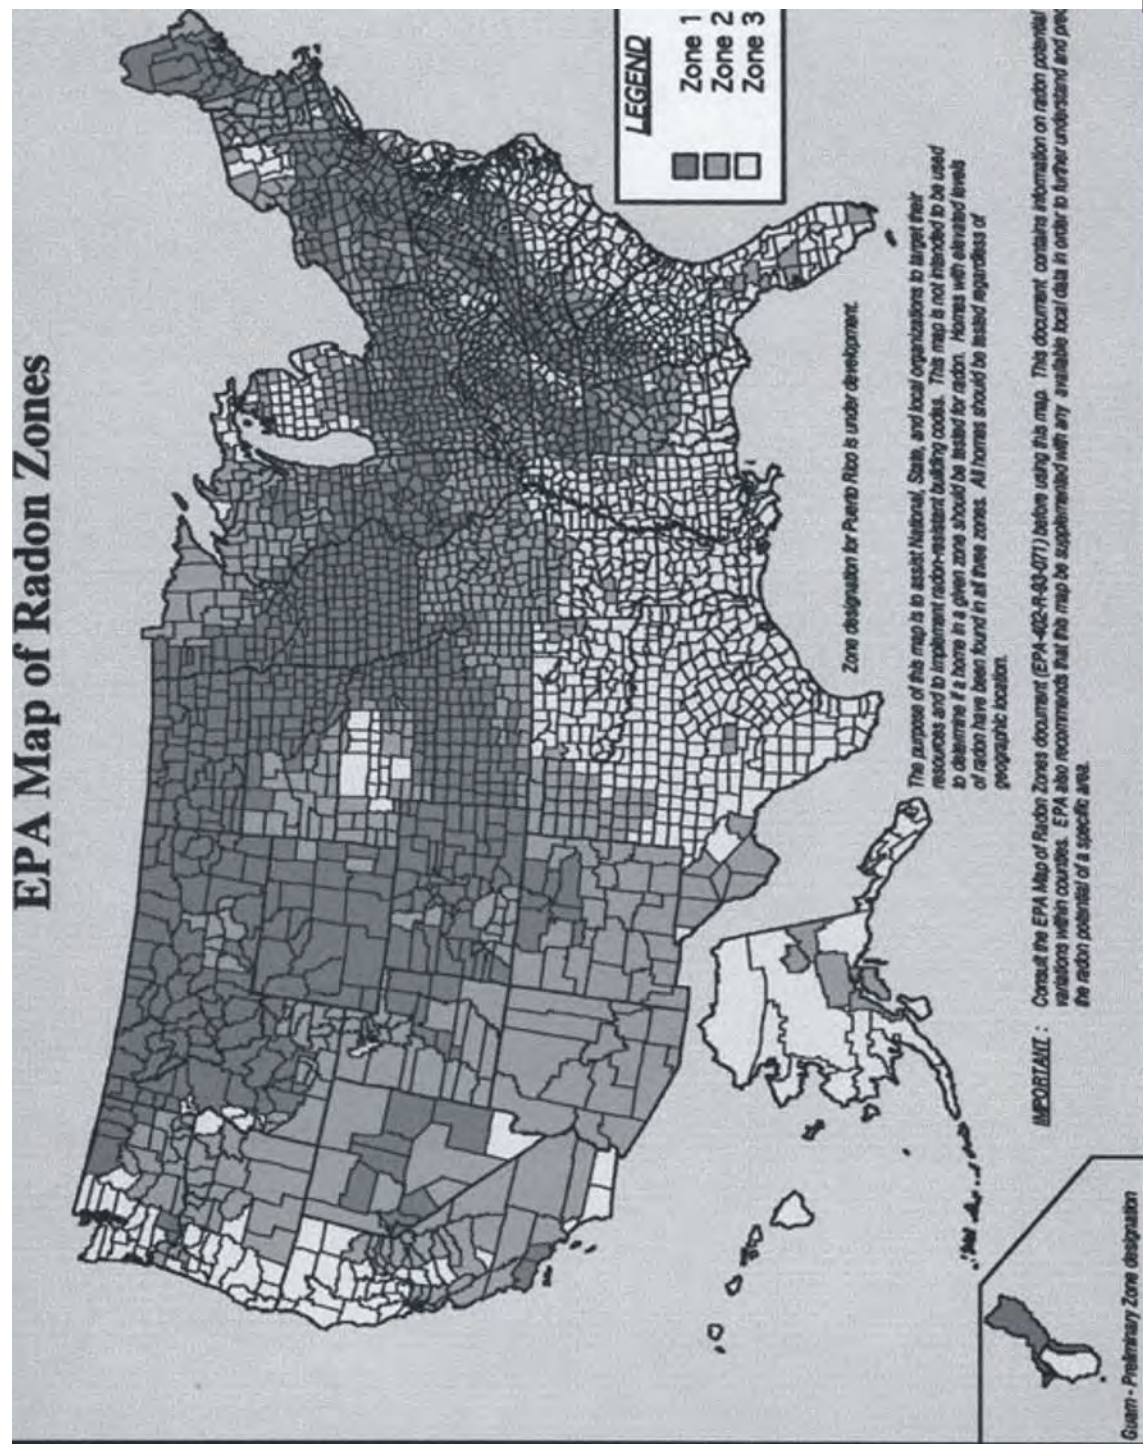 EPA Map of Radon Zones
LEGEND
Zone 1
Zone 2
Zone 3
Zone designation for Puerto Rico is under development.
The purpose of this map is to assist National, State, and local organizations to target their
resources and to implement radon-resistant building codes. This map is not intended to be used
to determine if a home in a given zone should be tested for radon. Homes with elevated levels
of radon have been found in all three zones. All homes should be tested regardless of
geographic location.
IMPORTANT : Consult the EPA Map of Radon Zones document (EPA-402-R-93-071) before using this map. This document contains information on radon potential
variations within counties. EPA also recommends that this map be supplemented with any available local data in order to further understand and
the radon potential of a specific area.
Guam - Preliminary Zone designation